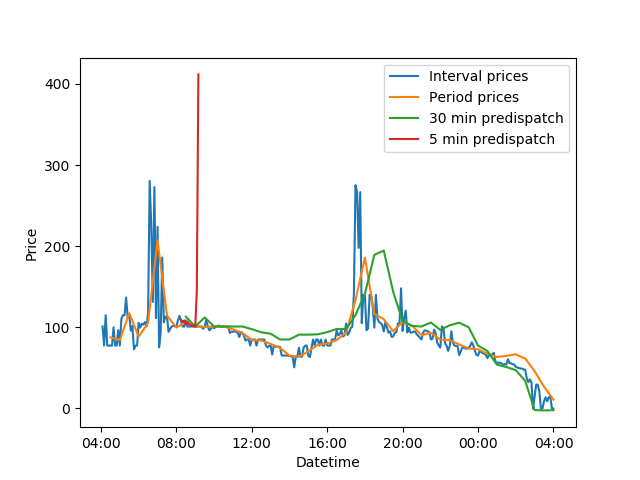 Interval prices
Period prices
30 min predispatch
5 min predispatch
400
300
200
100
0
Price
04:00 08:00 12:00 16:00 20:00 00:00 04:00
Datetime